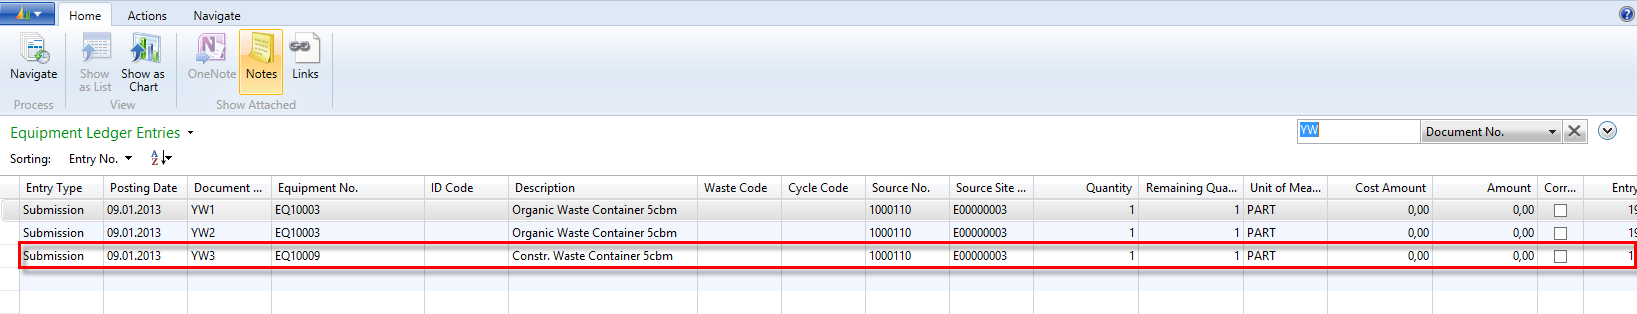 Home Actions Navigate
Navigate Show as List Show as Chart OneNote Notes Links
Process View Show Attached
Equipment Ledger Entries YW Document No.
Sorting: Entry No. A Z
Entry Type Posting Date Document ... Equipment No. ID Code Description Waste Code Cycle Code Source No. Source Site ... Quantity Remaining Qua... Unit of Mea... Cost Amount Amount Corr... Entry
Submission 09.01.2013 YW1 EQ10003 Organic Waste Container 5cbm 1000110 E00000003 1 1 PART 0,00 0,00 19
Submission 09.01.2013 YW2 EQ10003 Organic Waste Container 5cbm 1000110 E00000003 1 1 PART 0,00 0,00 19
Submission 09.01.2013 YW3 EQ10009 Constr. Waste Container 5cbm 1000110 E00000003 1 1 PART 0,00 0,00 1